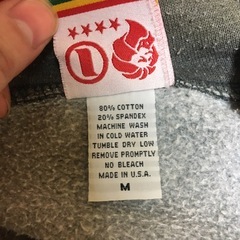 80% COTTON
20% SPANDEX
MACHINE WASH
IN COLD WATER
TUMBLE DRY LOW
REMOVE PROMPTLY
NO BLEACH
MADE IN U.S.A.
M